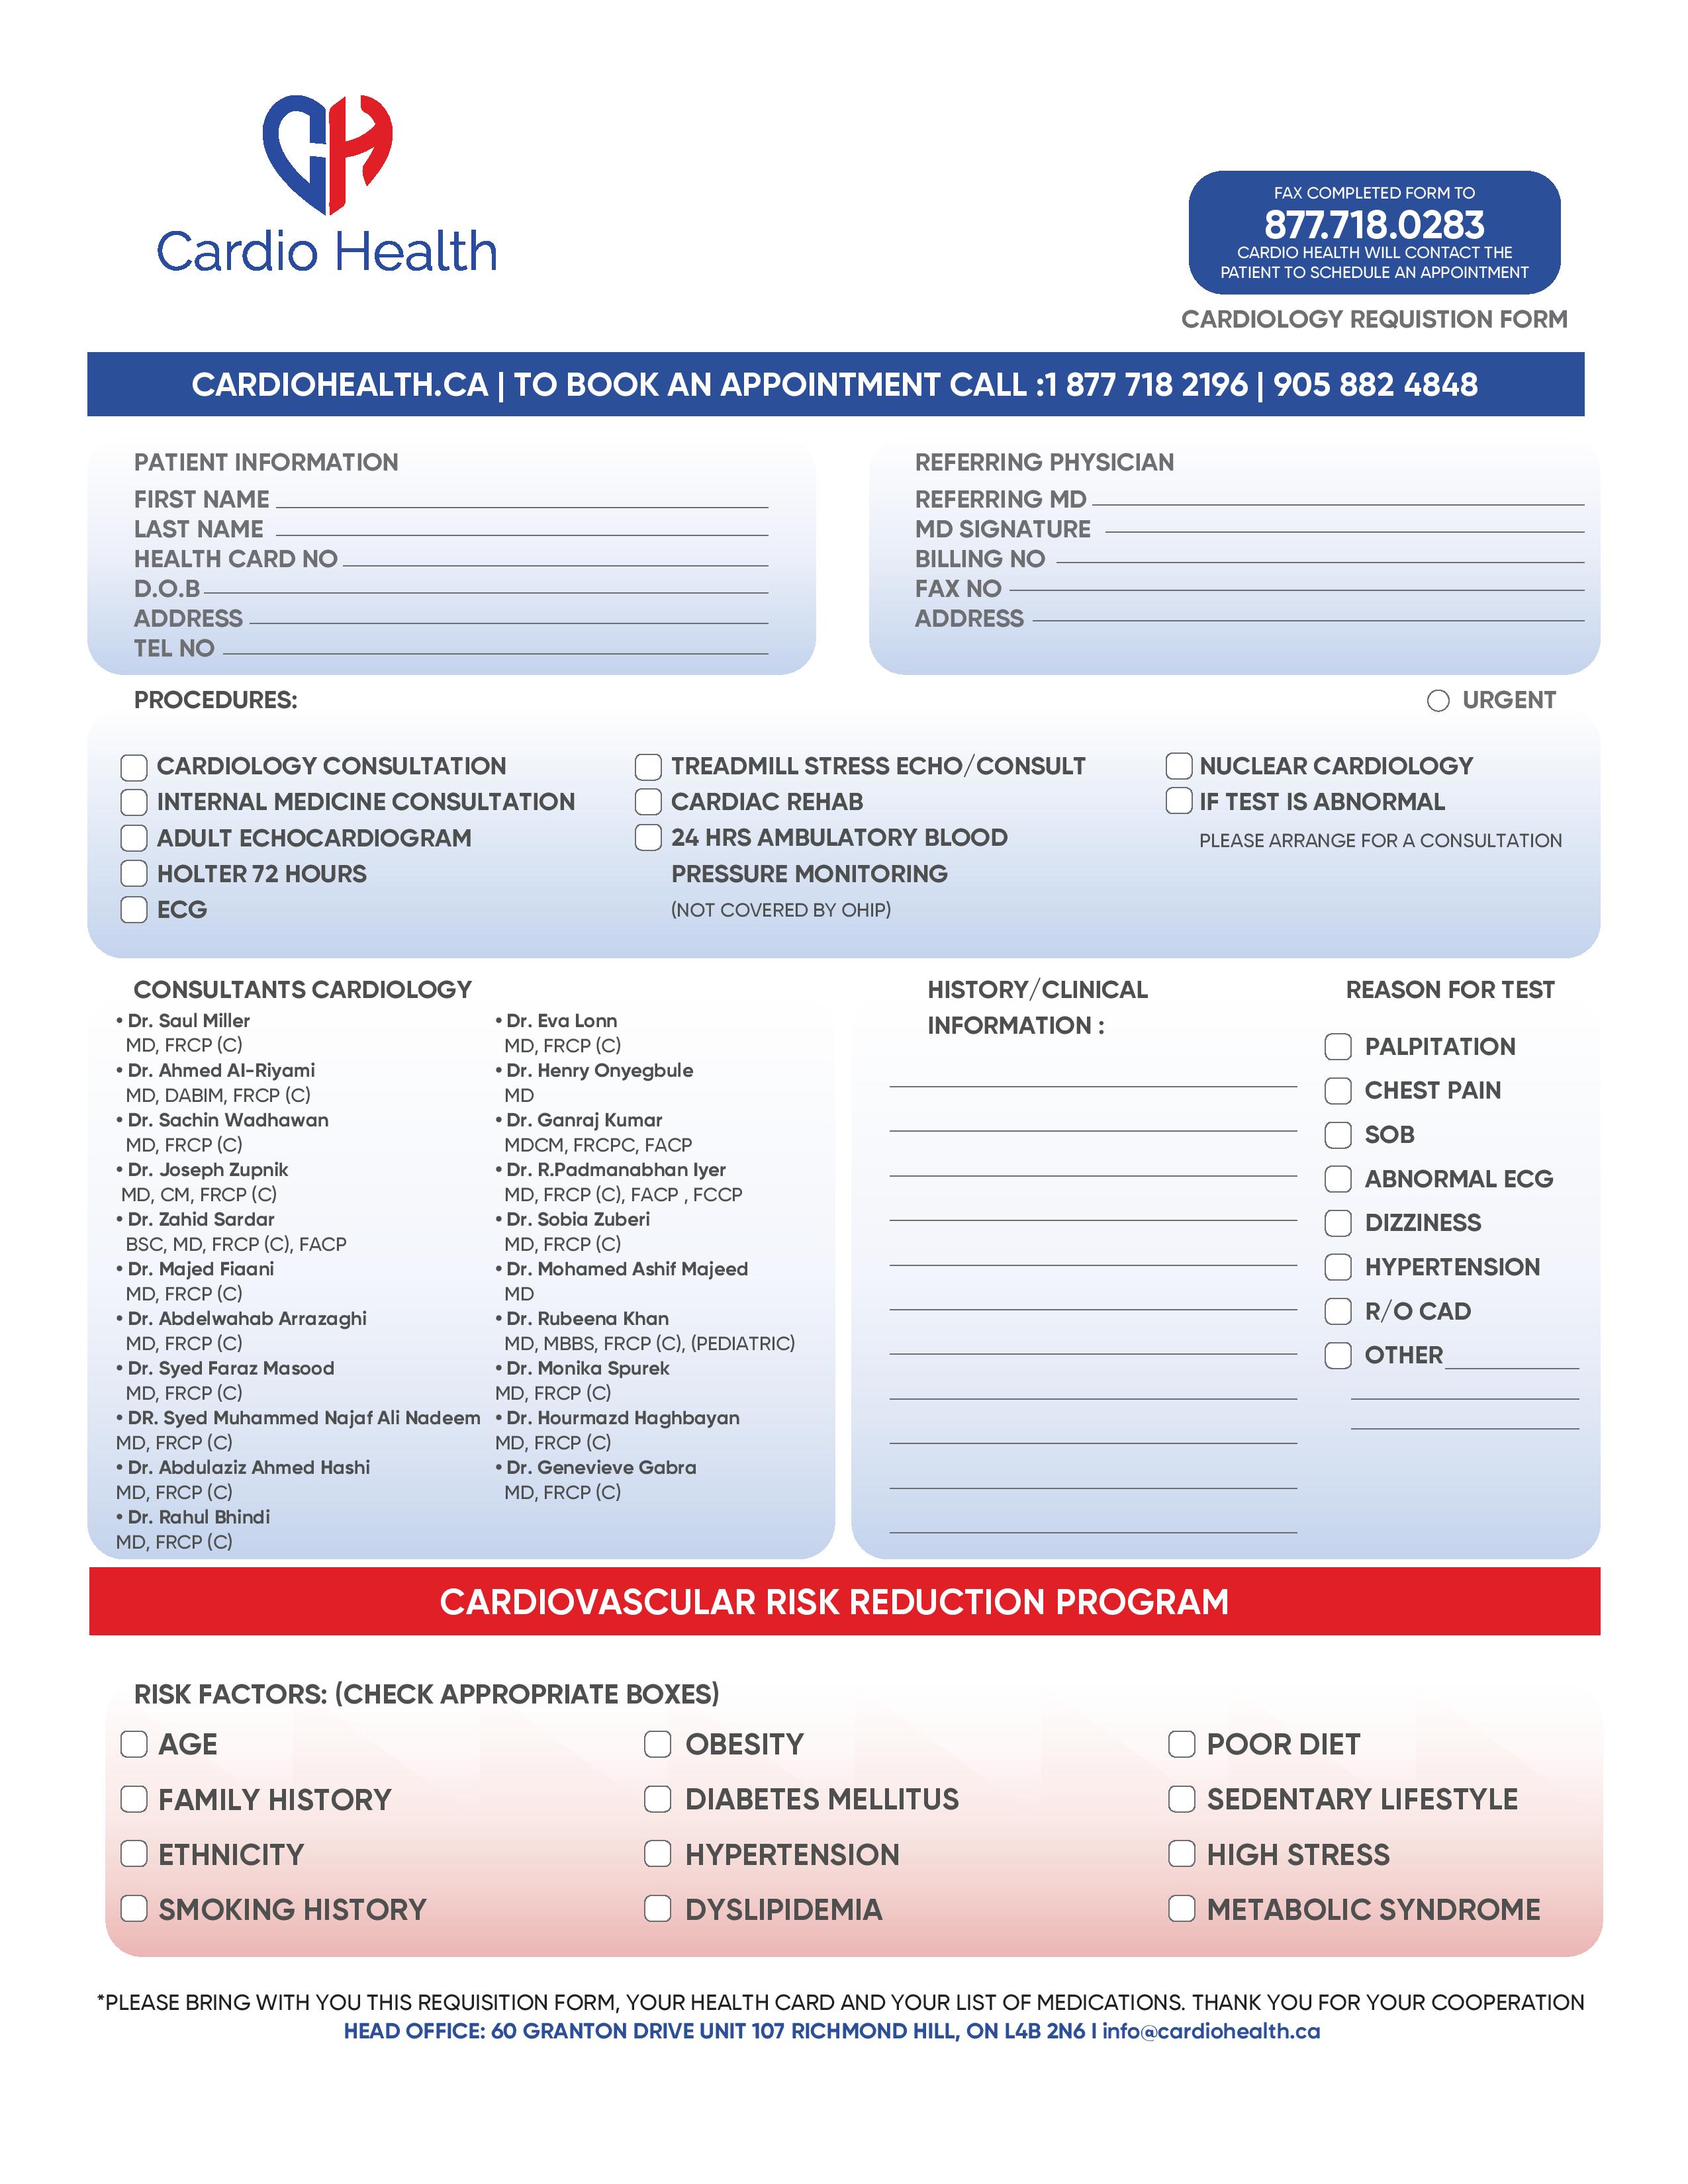 CH
Cardio Health
FAX COMPLETED FORM TO
877.718.0283
CARDIO HEALTH WILL CONTACT THE
PATIENT TO SCHEDULE AN APPOINTMENT
CARDIOLOGY REQUISTION FORM
CARDIOHEALTH.CA | TO BOOK AN APPOINTMENT CALL :1 877 718 2196 | 905 882 4848
PATIENT INFORMATION
FIRST NAME
LAST NAME
HEALTH CARD NO
D.O.B
ADDRESS
TEL NO
REFERRING PHYSICIAN
REFERRING MD
MD SIGNATURE
BILLING NO
FAX NO
ADDRESS
PROCEDURES:
URGENT
CARDIOLOGY CONSULTATION
INTERNAL MEDICINE CONSULTATION
ADULT ECHOCARDIOGRAM
HOLTER 72 HOURS
ECG
TREADMILL STRESS ECHO/CONSULT
CARDIAC REHAB
24 HRS AMBULATORY BLOOD
PRESSURE MONITORING
(NOT COVERED BY OHIP)
NUCLEAR CARDIOLOGY
IF TEST IS ABNORMAL
PLEASE ARRANGE FOR A CONSULTATION
CONSULTANTS CARDIOLOGY
• Dr. Saul Miller
MD, FRCP (C)
• Dr. Ahmed Al-Riyami
MD, DABIM, FRCP (C)
• Dr. Sachin Wadhawan
MD, FRCP (C)
• Dr. Joseph Zupnik
MD, CM, FRCP (C)
• Dr. Zahid Sardar
BSC, MD, FRCP (C), FACP
• Dr. Majed Fiaani
MD, FRCP (C)
• Dr. Abdelwahab Arrazaghi
MD, FRCP (C)
• Dr. Syed Faraz Masood
MD, FRCP (C)
• DR. Syed Muhammed Najaf Ali Nadeem
MD, FRCP (C)
• Dr. Abdulaziz Ahmed Hashi
MD, FRCP (C)
• Dr. Rahul Bhindi
MD, FRCP (C)
• Dr. Eva Lonn
MD, FRCP (C)
• Dr. Henry Onyegbule
MD
• Dr. Ganraj Kumar
MDCM, FRCPC, FACP
• Dr. R.Padmanabhan Iyer
MD, FRCP (C), FACP , FCCP
• Dr. Sobia Zuberi
MD, FRCP (C)
• Dr. Mohamed Ashif Majeed
MD
• Dr. Rubeena Khan
MD, MBBS, FRCP (C), (PEDIATRIC)
• Dr. Monika Spurek
MD, FRCP (C)
• Dr. Hourmazd Haghbayan
MD, FRCP (C)
• Dr. Genevieve Gabra
MD, FRCP (C)
HISTORY/CLINICAL
INFORMATION :
REASON FOR TEST
PALPITATION
CHEST PAIN
SOB
ABNORMAL ECG
DIZZINESS
HYPERTENSION
R/O CAD
OTHER
CARDIOVASCULAR RISK REDUCTION PROGRAM
RISK FACTORS: (CHECK APPROPRIATE BOXES)
AGE
FAMILY HISTORY
ETHNICITY
SMOKING HISTORY
OBESITY
DIABETES MELLITUS
HYPERTENSION
DYSLIPIDEMIA
POOR DIET
SEDENTARY LIFESTYLE
HIGH STRESS
METABOLIC SYNDROME
*PLEASE BRING WITH YOU THIS REQUISITION FORM, YOUR HEALTH CARD AND YOUR LIST OF MEDICATIONS. THANK YOU FOR YOUR COOPERATION
HEAD OFFICE: 60 GRANTON DRIVE UNIT 107 RICHMOND HILL, ON L4B 2N6 I info@cardiohealth.ca